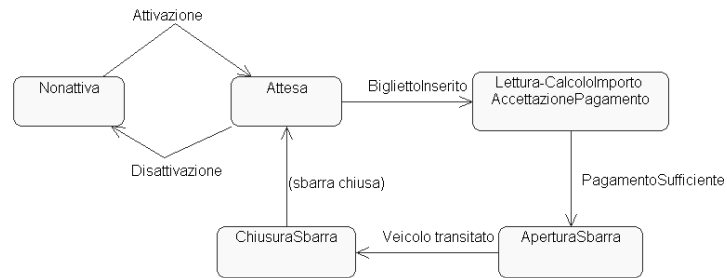 Attivazione
Nonattiva
Attesa
BigliettoInserito
Lettura-CalcoloImporto
AccettazionePagamento
Disattivazione
(sbarra chiusa)
PagamentoSufficiente
ChiusuraSbarra
Veicolo transitato
AperturaSbarra